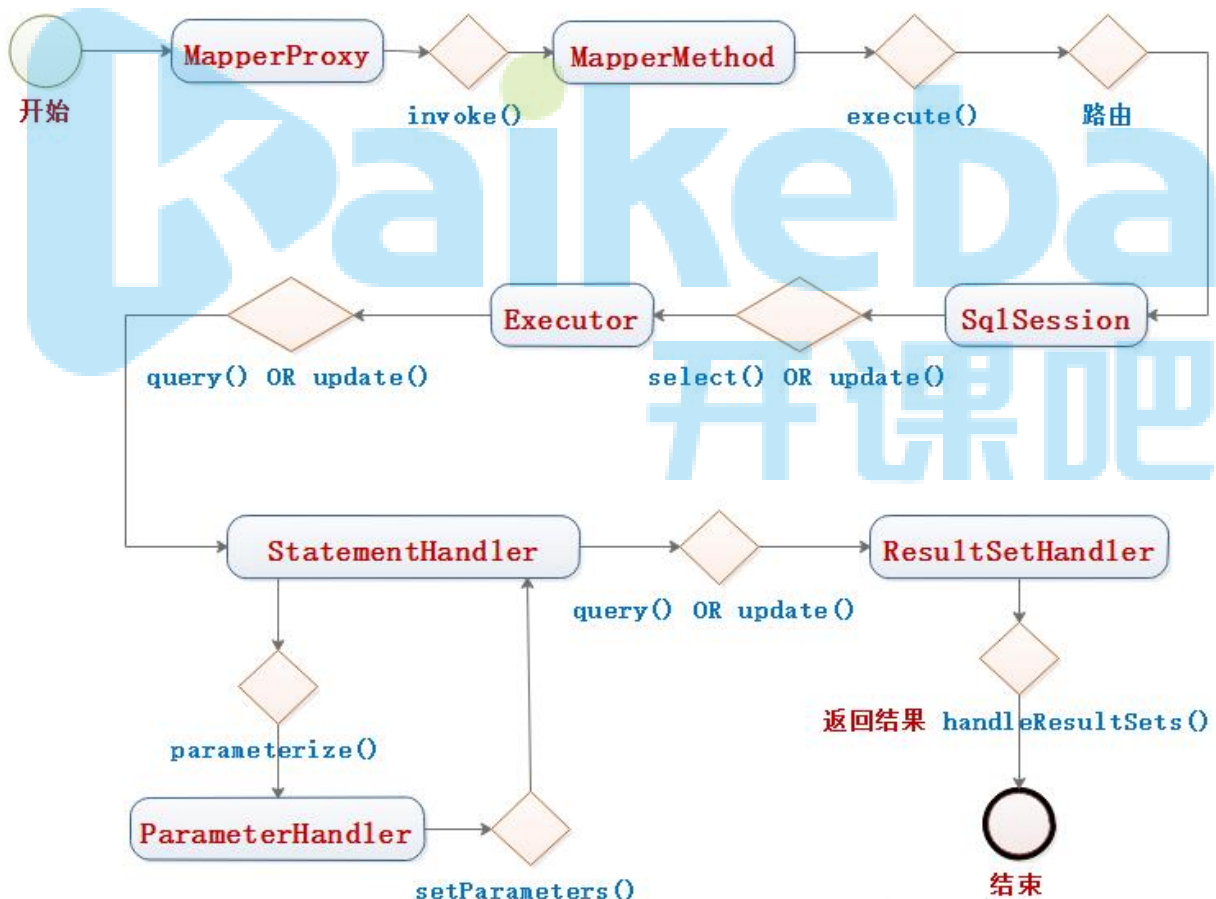 MapperProxy
MapperMethod
开始
invoke()
execute()
路由
kaikeba
Executor
SqlSession
query() OR update()
select() OR update()
开课吧
StatementHandler
ResultSetHandler
query() OR update()
返回结果 handleResultSets()
parameterize()
ParameterHandler
setParameters()
结束